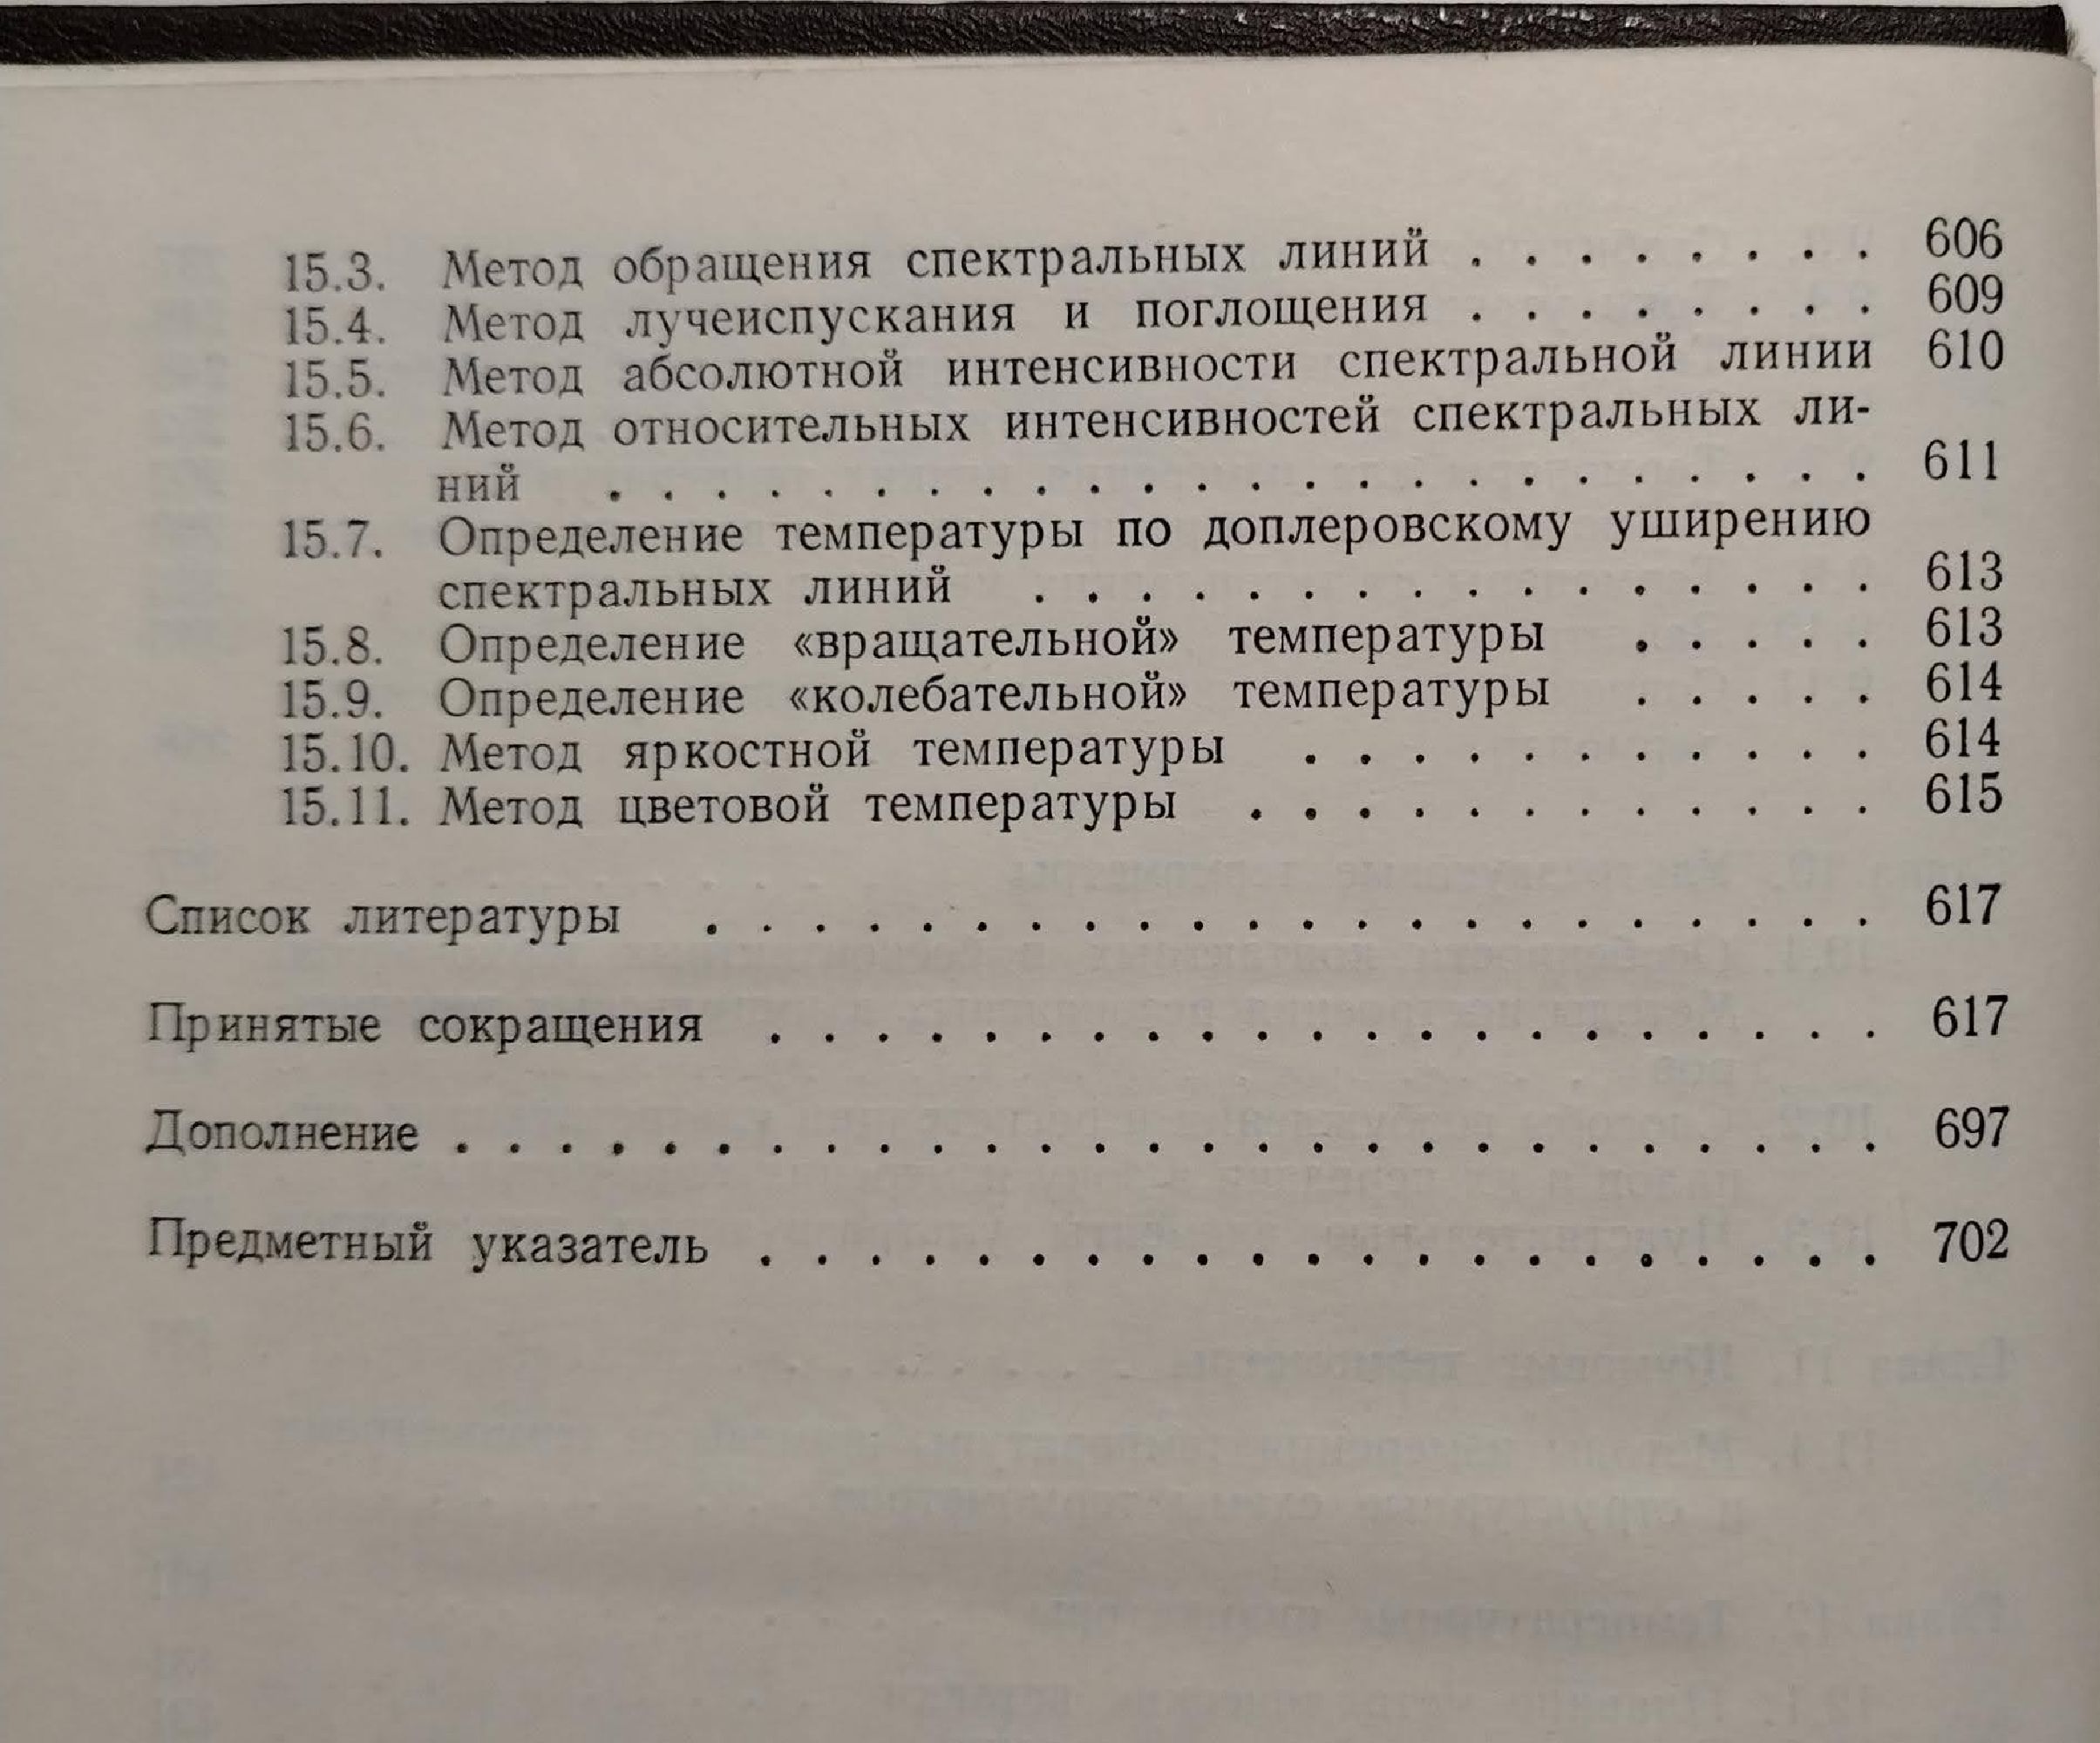 15.3. Метод обращения спектральных линий . . . . . . . . 606
15.4. Метод лучеиспускания и поглощения . . . . . . . . 609
15.5. Метод абсолютной интенсивности спектральной линии 610
15.6. Метод относительных интенсивностей спектральных ли-
ний . . . . . . . . . . . . . . . . . . . . . . . . 611
15.7. Определение температуры по доплеровскому уширению
спектральных линий . . . . . . . . . . . . . . . . 613
15.8. Определение «вращательной» температуры . . . . . 613
15.9. Определение «колебательной» температуры . . . . . 614
15.10. Метод яркостной температуры . . . . . . . . . . . 614
15.11. Метод цветовой температуры . . . . . . . . . . . . 615
Список литературы . . . . . . . . . . . . . . . . . . . . . . 617
Принятые сокращения . . . . . . . . . . . . . . . . . . . . . 617
Дополнение . . . . . . . . . . . . . . . . . . . . . . . . . . . 697
Предметный указатель . . . . . . . . . . . . . . . . . . . . . 702